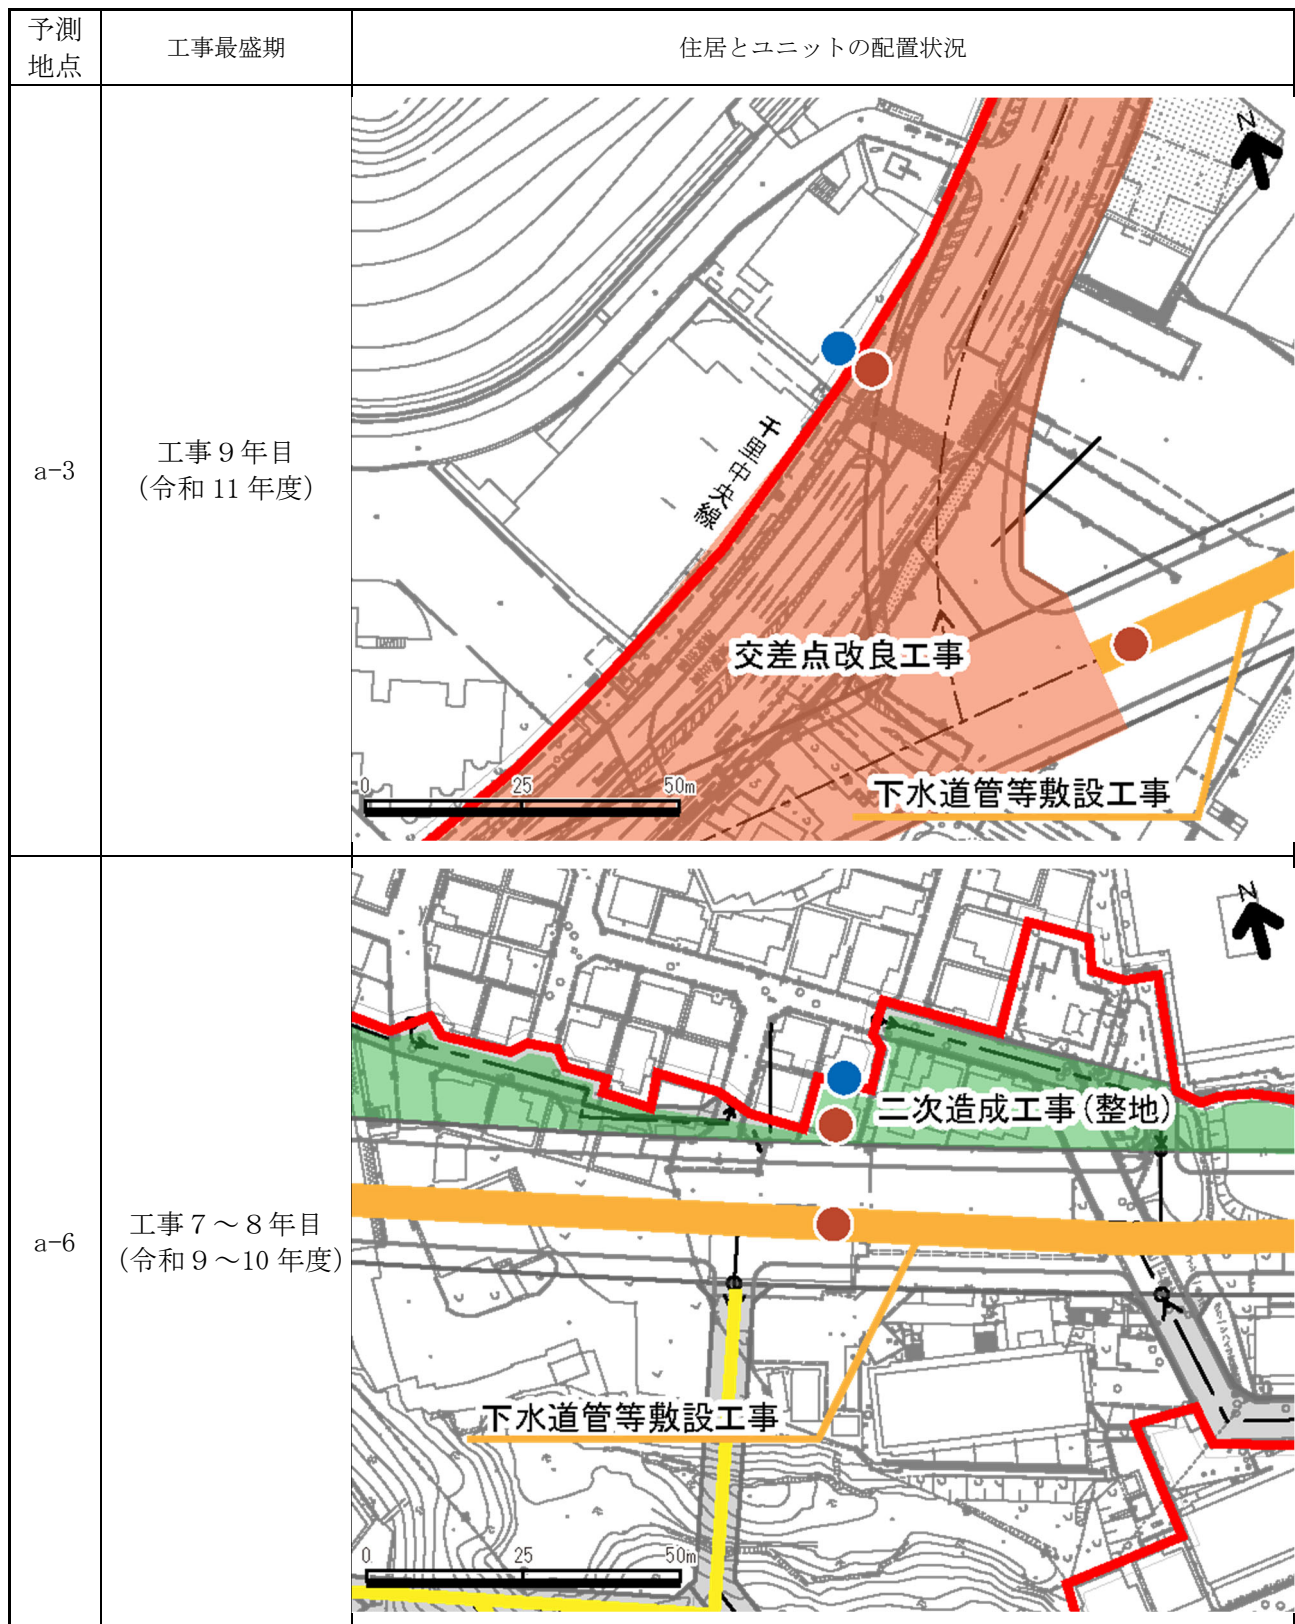 予測
地点
工事最盛期
住居とユニットの配置状況
a-3
工事９年目
（令和 11 年度）
N
千里中央線
交差点改良工事
下水道管等敷設工事
0 25 50m
a-6
工事７～８年目
（令和９～10 年度）
N
二次造成工事(整地)
下水道管等敷設工事
0 25 50m